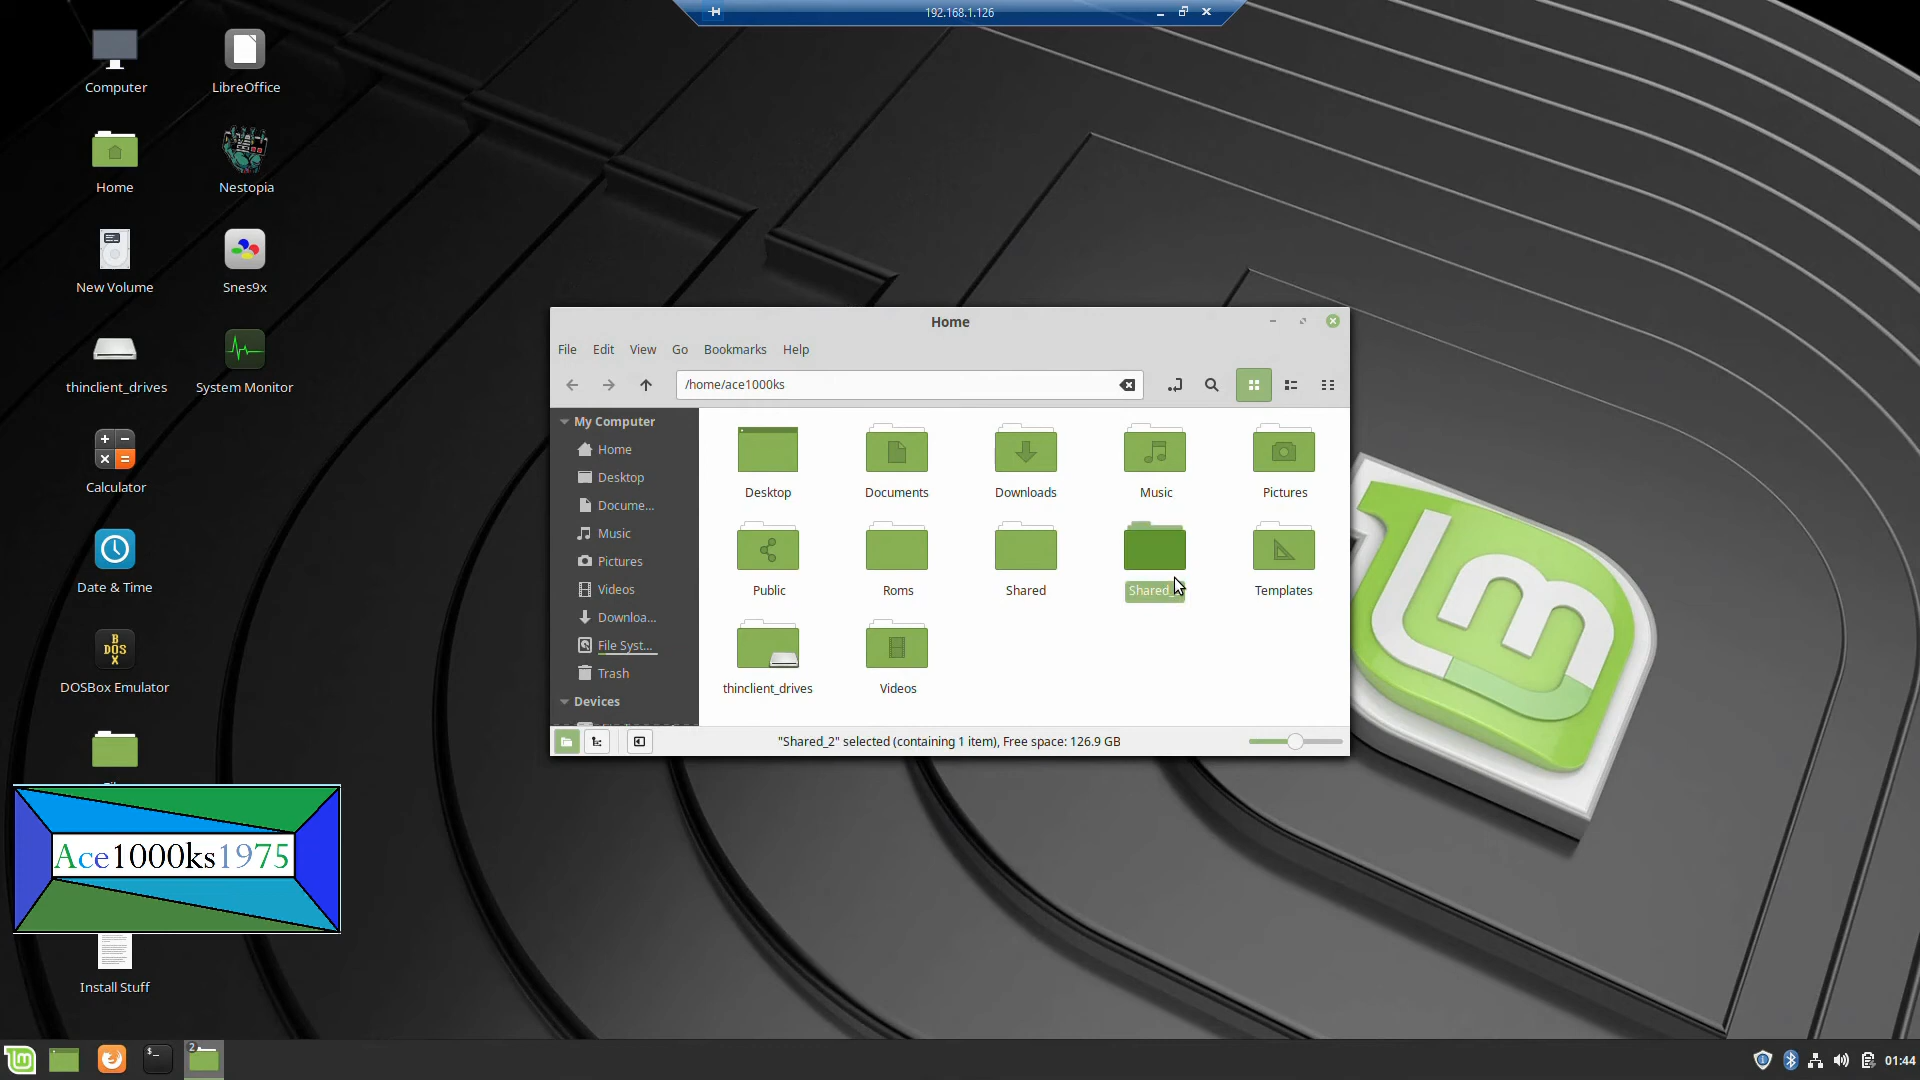 192.168.1.126
Computer
LibreOffice
Home
Nestopia
New Volume
Snes9x
thinclient_drives
System Monitor
Calculator
Date & Time
B
DOS
X
DOSBox Emulator
Ace1000ks1975
Install Stuff
Home
File Edit View Go Bookmarks Help
/home/ace1000ks
My Computer
Home
Desktop
Docume...
Music
Pictures
Videos
Downloa...
File Syst...
Trash
Devices
Desktop
Documents
Downloads
Music
Pictures
Public
Roms
Shared
Shared_
Templates
thinclient_drives
Videos
"Shared_2" selected (containing 1 item), Free space: 126.9 GB
2
$_
01:44